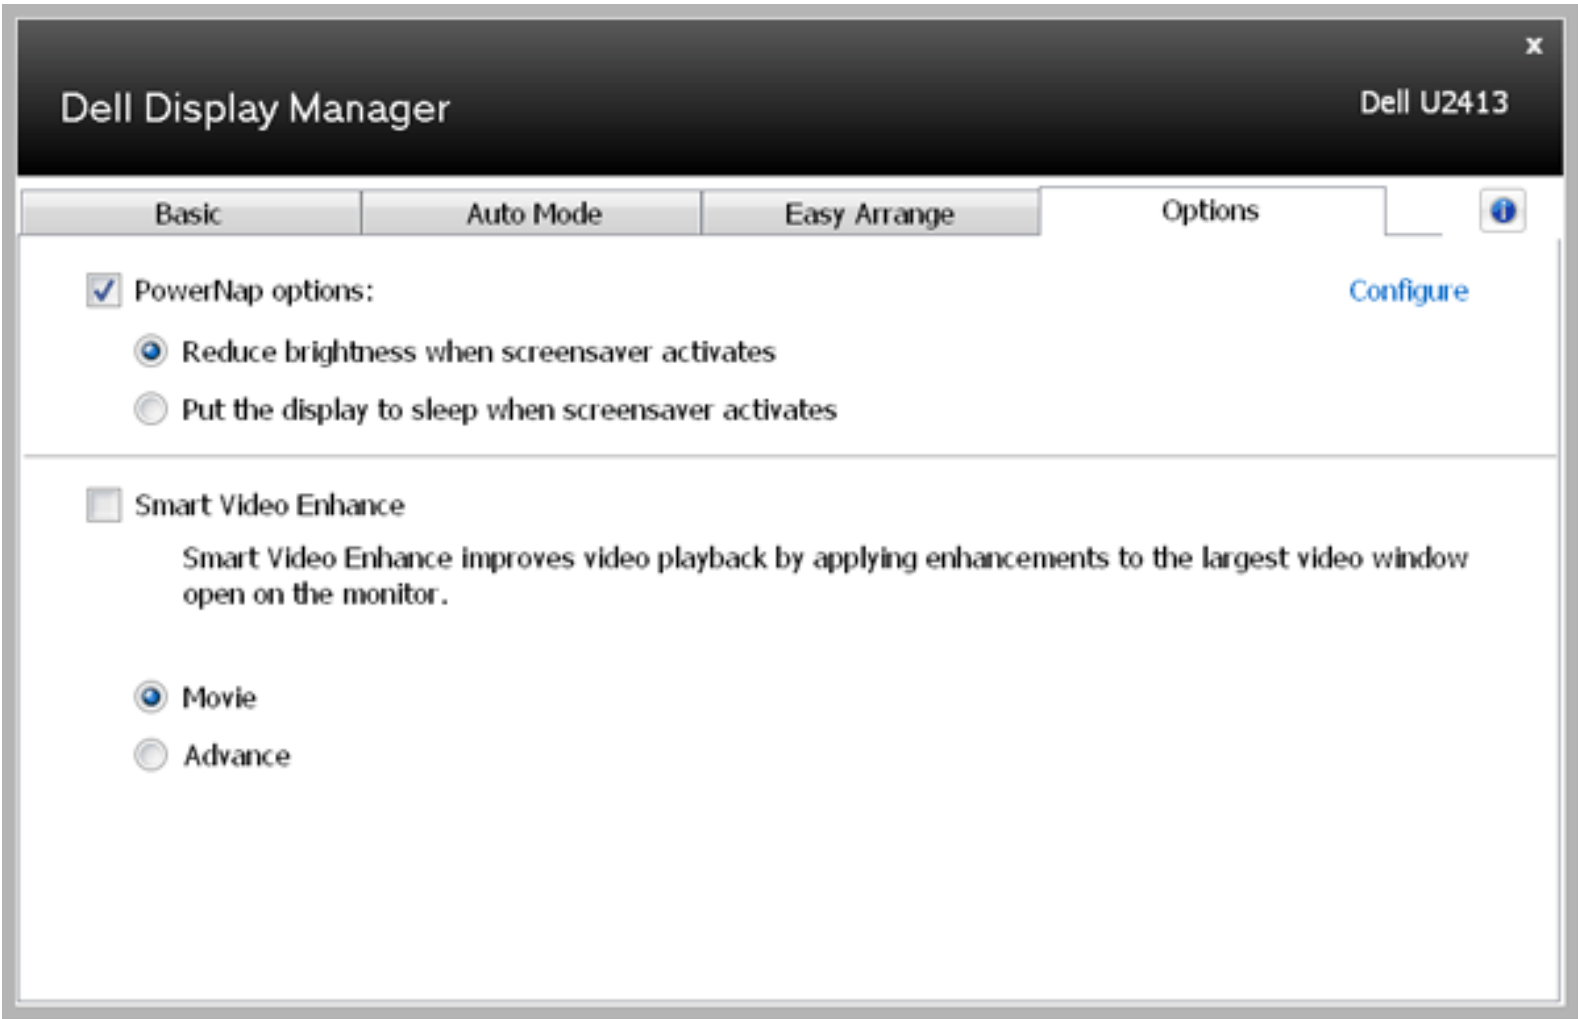 x
Dell Display Manager
Dell U2413
Basic
Auto Mode
Easy Arrange
Options
i
PowerNap options:
Configure
Reduce brightness when screensaver activates
Put the display to sleep when screensaver activates
Smart Video Enhance
Smart Video Enhance improves video playback by applying enhancements to the largest video window
open on the monitor.
Movie
Advance